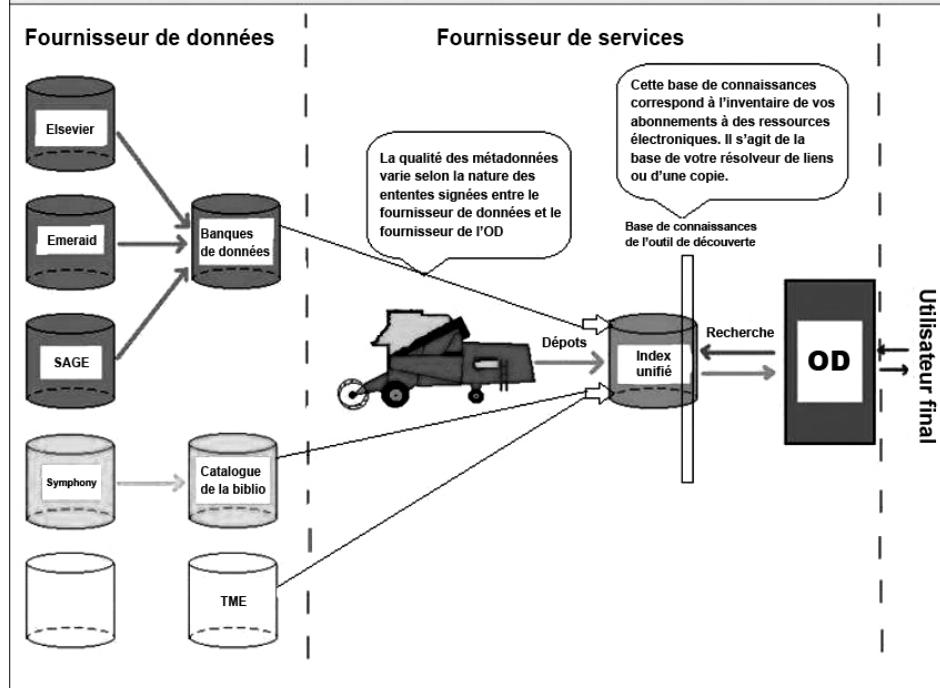 Fournisseur de données
Fournisseur de services
Elsevier
Emeraid
SAGE
Banques
de données
Symphony
Catalogue
de la biblio
TME
La qualité des métadonnées
varie selon la nature des
ententes signées entre le
fournisseur de données et le
fournisseur de l’OD
Cette base de connaissances
correspond à l’inventaire de vos
abonnements à des ressources
électroniques. Il s’agit de la
base de votre résolveur de liens
ou d’une copie.
Base de connaissances
de l’outil de découverte
Dépots
Index
unifié
Recherche
OD
Utilisateur final